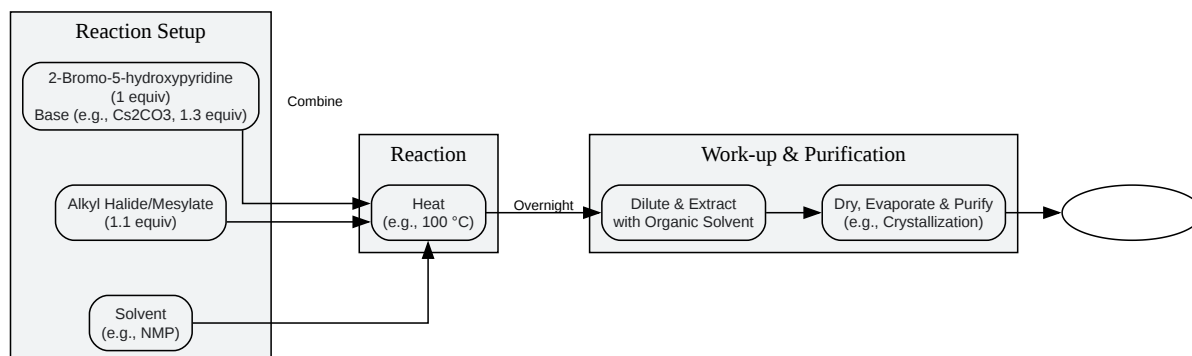 Reaction Setup
2-Bromo-5-hydroxypyridine
(1 equiv)
Base (e.g., Cs2CO3, 1.3 equiv)
Combine
Alkyl Halide/Mesylate
(1.1 equiv)
Solvent
(e.g., NMP)
Reaction
Heat
(e.g., 100 °C)
Overnight
Work-up & Purification
Dilute & Extract
with Organic Solvent
Dry, Evaporate & Purify
(e.g., Crystallization)